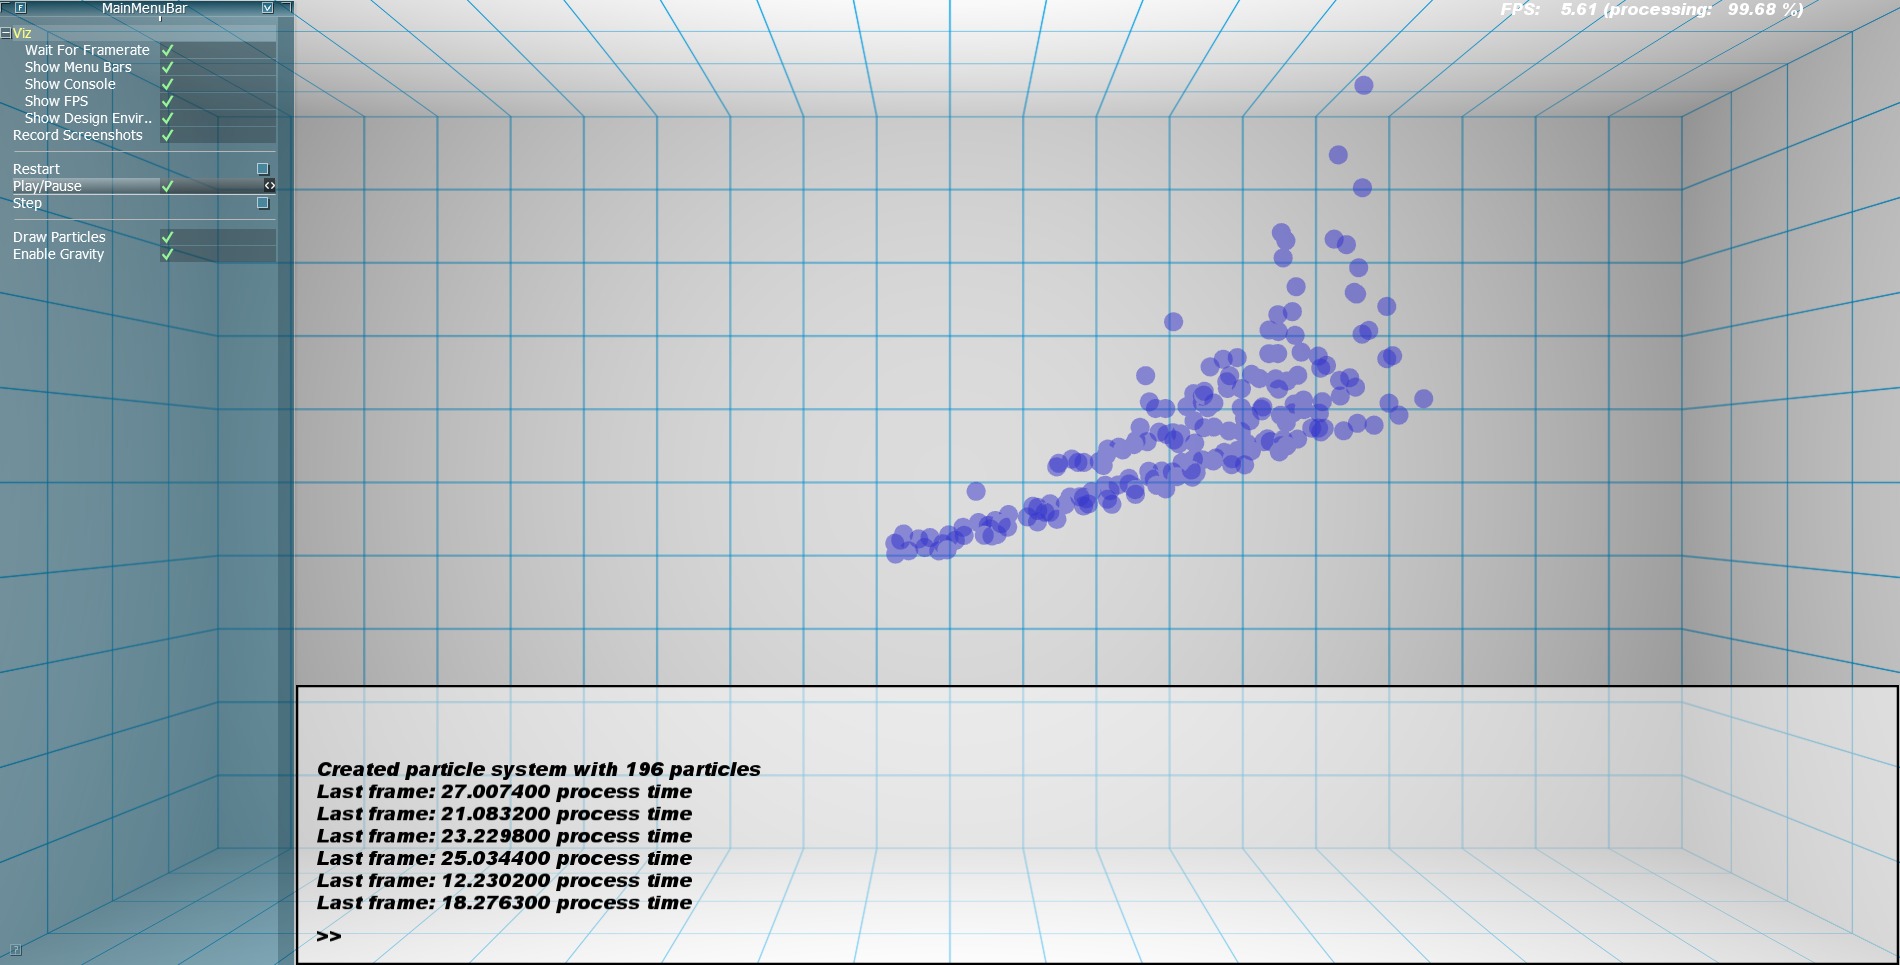 MainMenuBar
FPS: 5.61 (processing: 99.68 %)
Viz
Wait For Framerate
Show Menu Bars
Show Console
Show FPS
Show Design Envir..
Record Screenshots
Restart
Play/Pause
Step
Draw Particles
Enable Gravity
Created particle system with 196 particles
Last frame: 27.007400 process time
Last frame: 21.083200 process time
Last frame: 23.229800 process time
Last frame: 25.034400 process time
Last frame: 12.230200 process time
Last frame: 18.276300 process time
>>